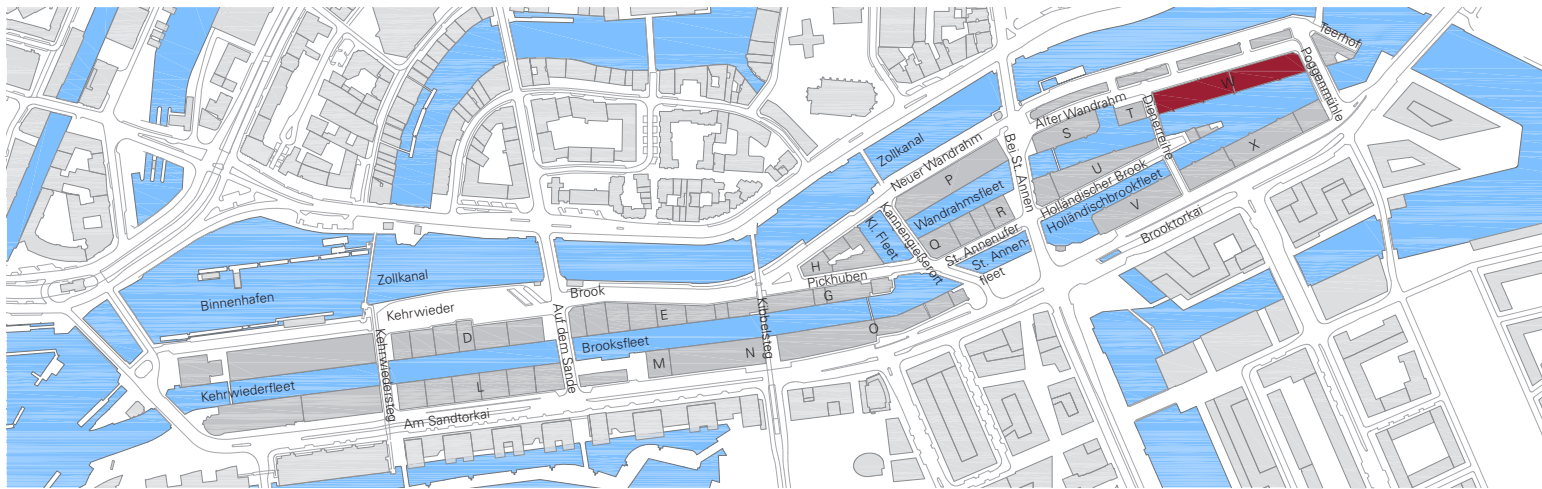 Teerhof
Poggenmühle
W
Dienerreihe
Alter Wandrahm
T
S
X
Zollkanal
Neuer Wandrahm
Bei St. Annen
U
Holländischer Brook
Holländischbrookfleet
V
Brooktorkai
P
Wandrahmsfleet
R
Q
Kannengießerort
Kl. Fleet
St. Annenufer
St. Annen-
fleet
H
Pickhuben
G
Zollkanal
Binnenhafen
Brook
Kehrwieder
Auf dem Sande
Kibbelsteg
E
D
O
Brooksfleet
M
N
Kehrwiedersteg
Kehrwiederfleet
L
Am Sandtorkai